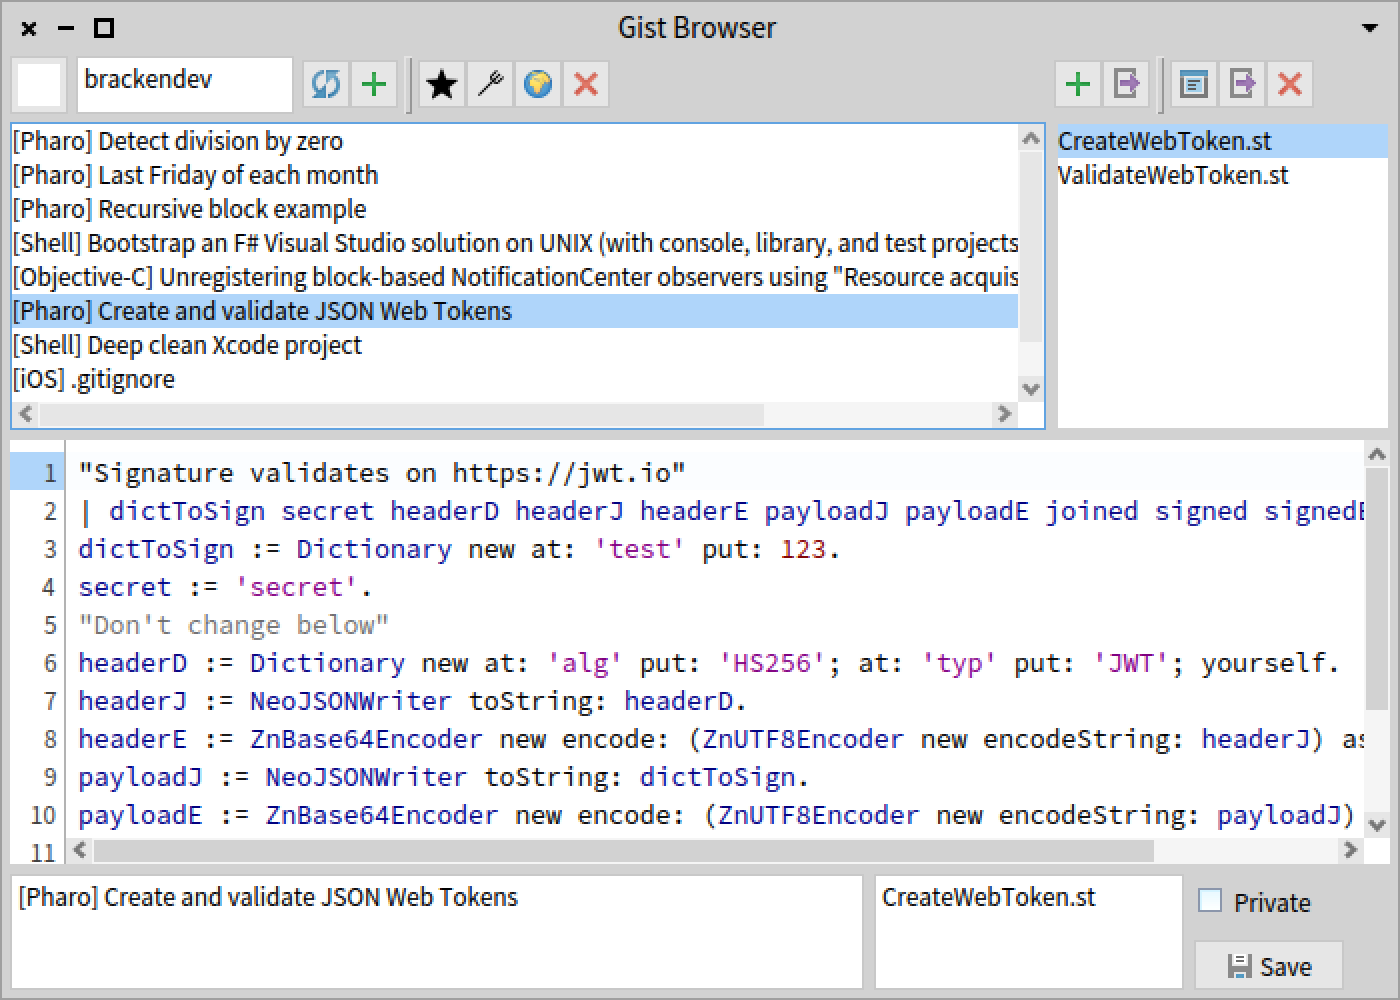 Gist Browser
brackendev
[Pharo] Detect division by zero
[Pharo] Last Friday of each month
[Pharo] Recursive block example
[Shell] Bootstrap an F# Visual Studio solution on UNIX (with console, library, and test projects
[Objective-C] Unregistering block-based NotificationCenter observers using "Resource acquis
[Pharo] Create and validate JSON Web Tokens
[Shell] Deep clean Xcode project
[iOS] .gitignore
CreateWebToken.st
ValidateWebToken.st
1 "Signature validates on https://jwt.io"
2 | dictToSign secret headerD headerJ headerE payloadJ payloadE joined signed signedE
3 dictToSign := Dictionary new at: 'test' put: 123.
4 secret := 'secret'.
5 "Don't change below"
6 headerD := Dictionary new at: 'alg' put: 'HS256'; at: 'typ' put: 'JWT'; yourself.
7 headerJ := NeoJSONWriter toString: headerD.
8 headerE := ZnBase64Encoder new encode: (ZnUTF8Encoder new encodeString: headerJ) as
9 payloadJ := NeoJSONWriter toString: dictToSign.
10 payloadE := ZnBase64Encoder new encode: (ZnUTF8Encoder new encodeString: payloadJ)
11
[Pharo] Create and validate JSON Web Tokens
CreateWebToken.st
Private
Save